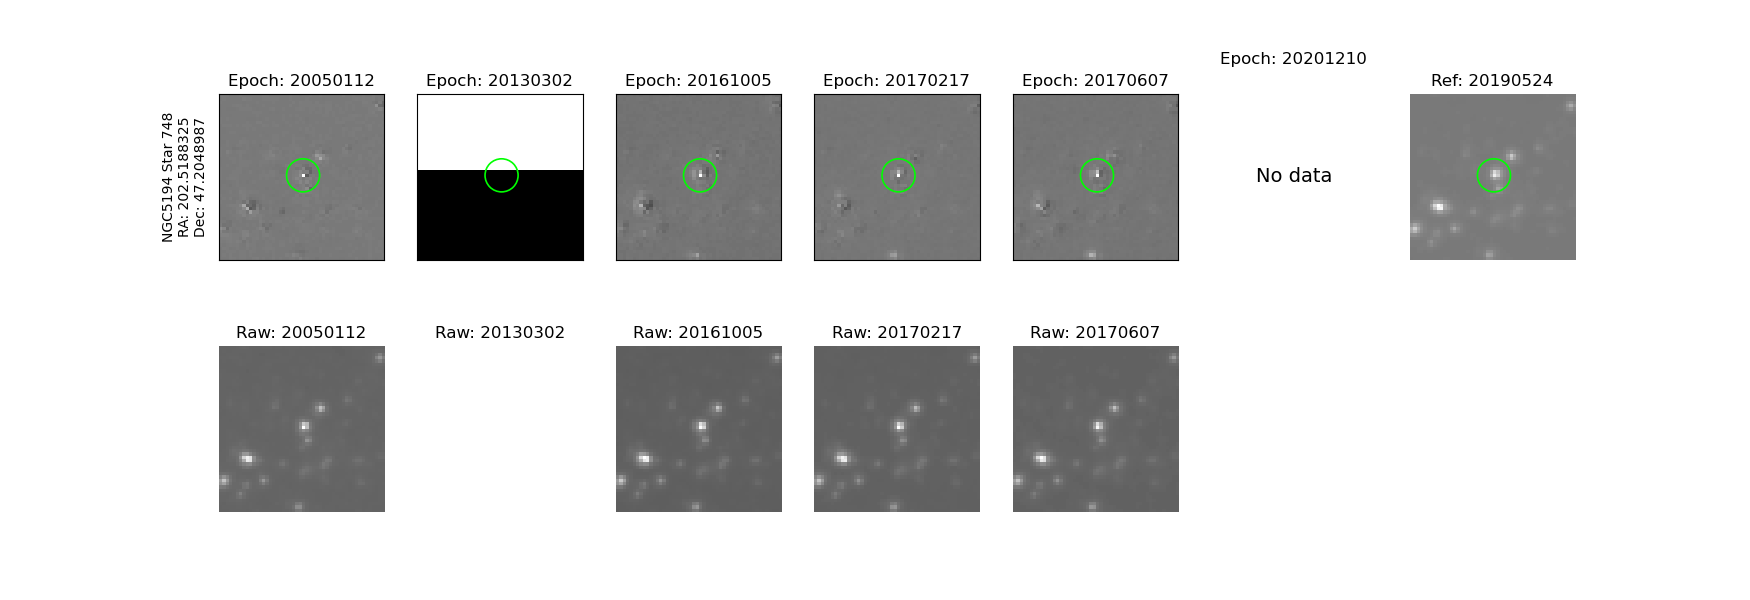 Epoch: 20201210
Epoch: 20050112
Epoch: 20130302
Epoch: 20161005
Epoch: 20170217
Epoch: 20170607
Ref: 20190524
NGC5194 Star 748
RA: 202.5188325
Dec: 47.2048987
No data
Raw: 20050112
Raw: 20130302
Raw: 20161005
Raw: 20170217
Raw: 20170607